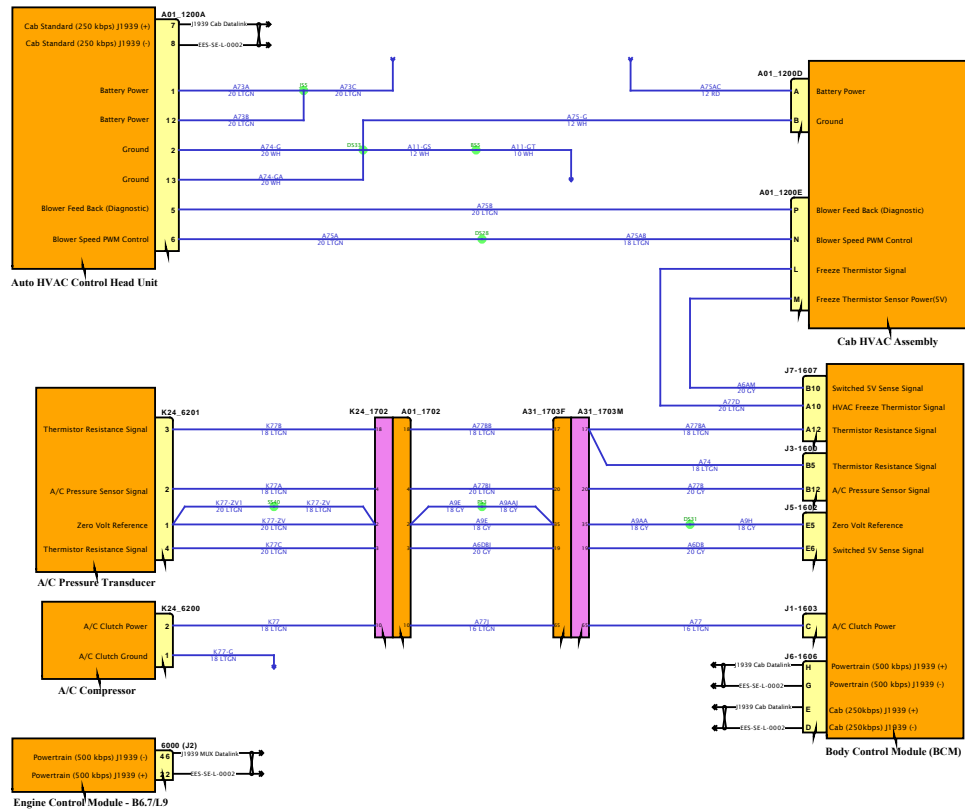 A01_1200A
Cab Standard (250 kbps) J1939 (+) 7 J1939 Cab Datalink
Cab Standard (250 kbps) J1939 (-) 8 EES-SE-L-0002
Battery Power 1 A73A 20 LTGN A73C 20 LTGN
Battery Power 12 A73B 20 LTGN
Ground 2 A74-G 20 WH A11-GS 12 WH A11-GT 10 WH
Ground 13 A74-GA 20 WH
Blower Feed Back (Diagnostic) 5 A75B 20 LTGN
Blower Speed PWM Control 6 A75A 20 LTGN DS28 A75AB 18 LTGN
Auto HVAC Control Head Unit
A01_1200D
A75AC 12 RD A Battery Power
A75-G 12 WH B Ground
A01_1200E
P Blower Feed Back (Diagnostic)
N Blower Speed PWM Control
L Freeze Thermistor Signal
M Freeze Thermistor Sensor Power(5V)
Cab HVAC Assembly
J7-1607
A6AM 20 GY B10 Switched 5V Sense Signal
A77D 20 LTGN A10 HVAC Freeze Thermistor Signal
A77BA 18 LTGN A12 Thermistor Resistance Signal
J3-1600
A74 18 LTGN B5 Thermistor Resistance Signal
A77B 20 GY B12 A/C Pressure Sensor Signal
J5-1602
A9AA 18 GY DS31 A9H 18 GY E5 Zero Volt Reference
A6DB 20 GY E6 Switched 5V Sense Signal
J1-1603
A77 16 LTGN C A/C Clutch Power
J6-1606
J1939 Cab Datalink H Powertrain (500 kbps) J1939 (+)
EES-SE-L-0002 G Powertrain (500 kbps) J1939 (-)
J1939 Cab Datalink E Cab (250kbps) J1939 (+)
EES-SE-L-0002 D Cab (250kbps) J1939 (-)
Body Control Module (BCM)
K24_6201 K24_1702 A01_1702 A31_1703F A31_1703M
Thermistor Resistance Signal 3 K77B 18 LTGN A77BB 18 LTGN
A/C Pressure Sensor Signal 2 K77A 18 LTGN A77BJ 20 LTGN
K77-ZV1 20 LTGN K77-ZV 18 LTGN A9E 18 GY A9AAJ 18 GY
Zero Volt Reference 1 K77-ZV 20 LTGN A9E 18 GY
Thermistor Resistance Signal 4 K77C 20 LTGN A6DBJ 20 GY
A/C Pressure Transducer
K24_6200
A/C Clutch Power 2 K77 18 LTGN A77J 16 LTGN
A/C Clutch Ground 1 K77-G 18 LTGN
A/C Compressor
6000 (J2)
Powertrain (500 kbps) J1939 (-) 46 J1939 MUX Datalink
Powertrain (500 kbps) J1939 (+) EES-SE-L-0002
Engine Control Module - B6.7/L9